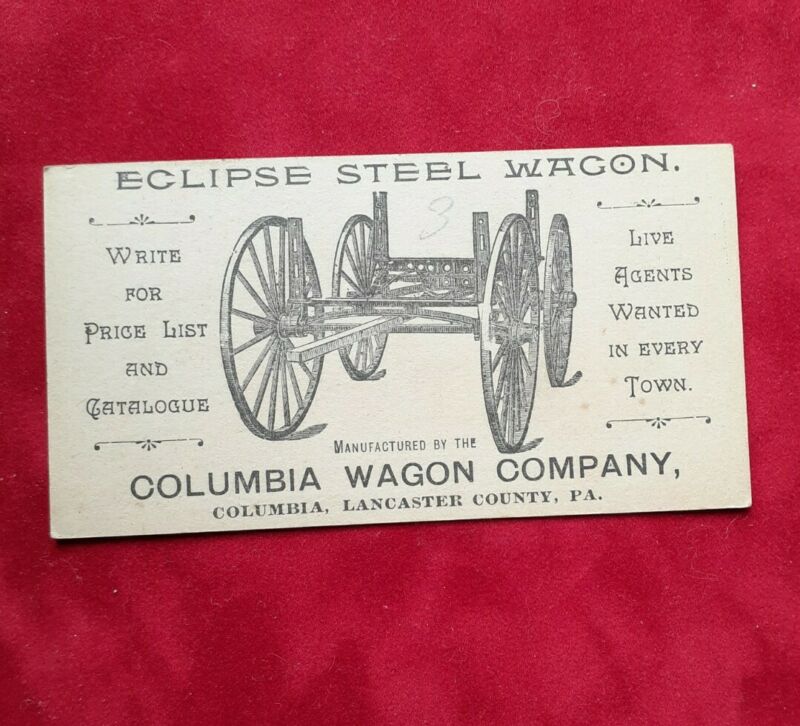 ECLIPSE STEEL WAGON.
3
WRITE
FOR
PRICE LIST
AND
CATALOGUE
LIVE
AGENTS
WANTED
IN EVERY
TOWN.
MANUFACTURED BY THE
COLUMBIA WAGON COMPANY,
COLUMBIA, LANCASTER COUNTY, PA.